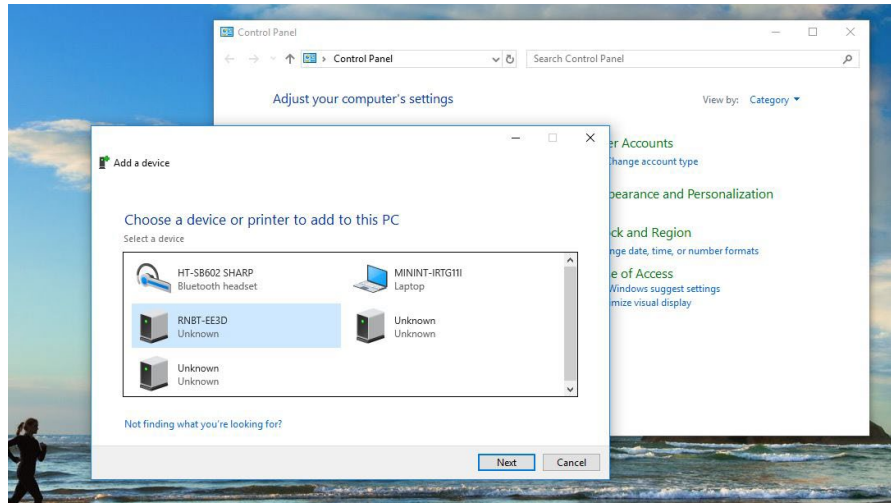 Control Panel
Control Panel
Search Control Panel
Adjust your computer's settings
View by: Category
er Accounts
Change account type
pearance and Personalization
ck and Region
nge date, time, or number formats
e of Access
Windows suggest settings
mize visual display
Add a device
Choose a device or printer to add to this PC
Select a device
HT-SB602 SHARP
Bluetooth headset
MININT-IRTG11I
Laptop
RNBT-EE3D
Unknown
Unknown
Unknown
Unknown
Unknown
Not finding what you're looking for?
Next
Cancel